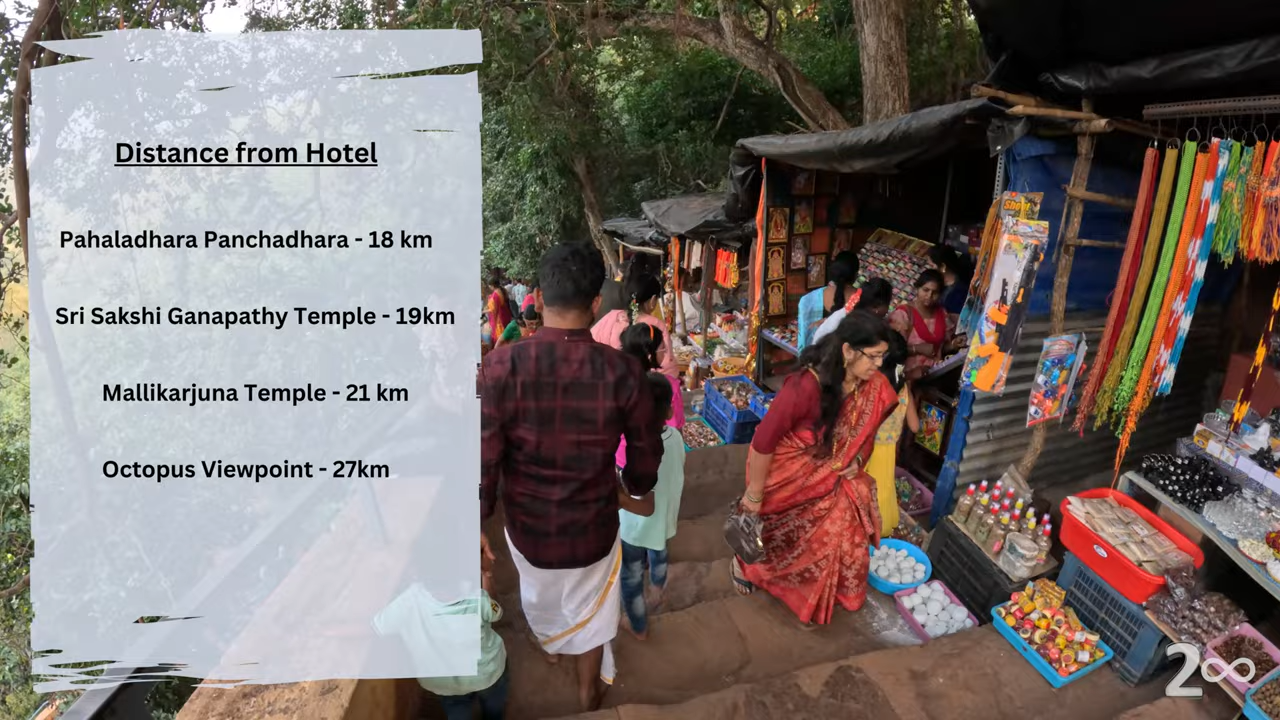 Distance from Hotel
Pahaladhara Panchadhara - 18 km
Sri Sakshi Ganapathy Temple - 19km
Mallikarjuna Temple - 21 km
Octopus Viewpoint - 27km
2∞